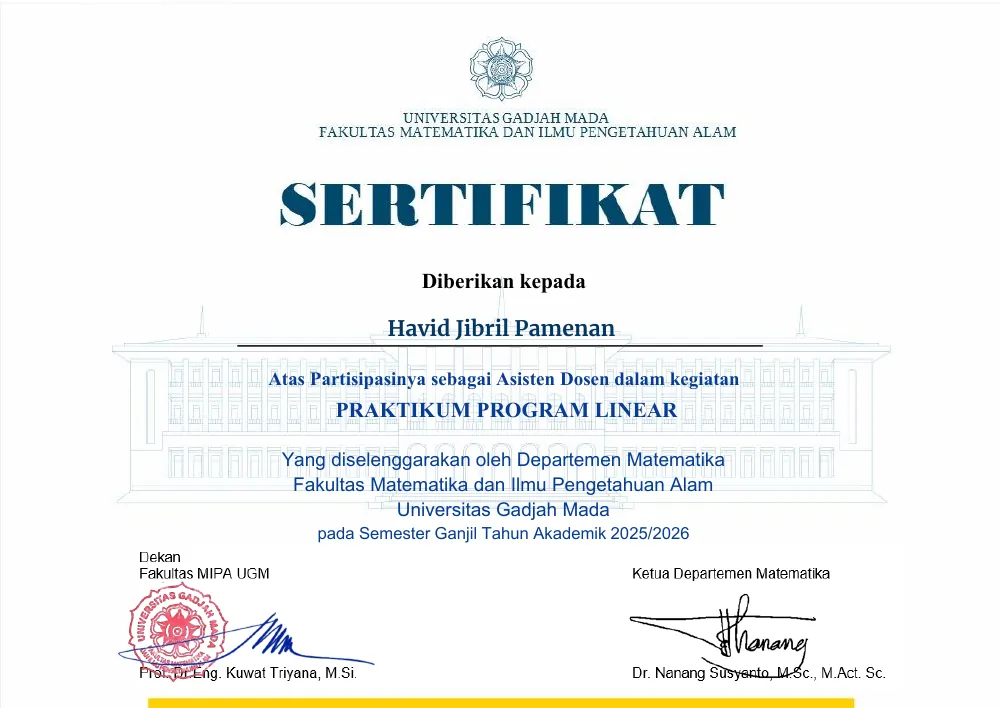 UNIVERSITAS GADJAH MADA
FAKULTAS MATEMATIKA DAN ILMU PENGETAHUAN ALAM
SERTIFIKAT
Diberikan kepada
Havid Jibril Pamenan
Atas Partisipasinya sebagai Asisten Dosen dalam kegiatan
PRAKTIKUM PROGRAM LINEAR
Yang diselenggarakan oleh Departemen Matematika
Fakultas Matematika dan Ilmu Pengetahuan Alam
Universitas Gadjah Mada
pada Semester Ganjil Tahun Akademik 2025/2026
Dekan
Fakultas MIPA UGM
UNIVERSITAS GADJAH MADA
Prof. Dr.Eng. Kuwat Triyana, M.Si.
Ketua Departemen Matematika
Nanang
Dr. Nanang Susyanto, M.Sc., M.Act. Sc.